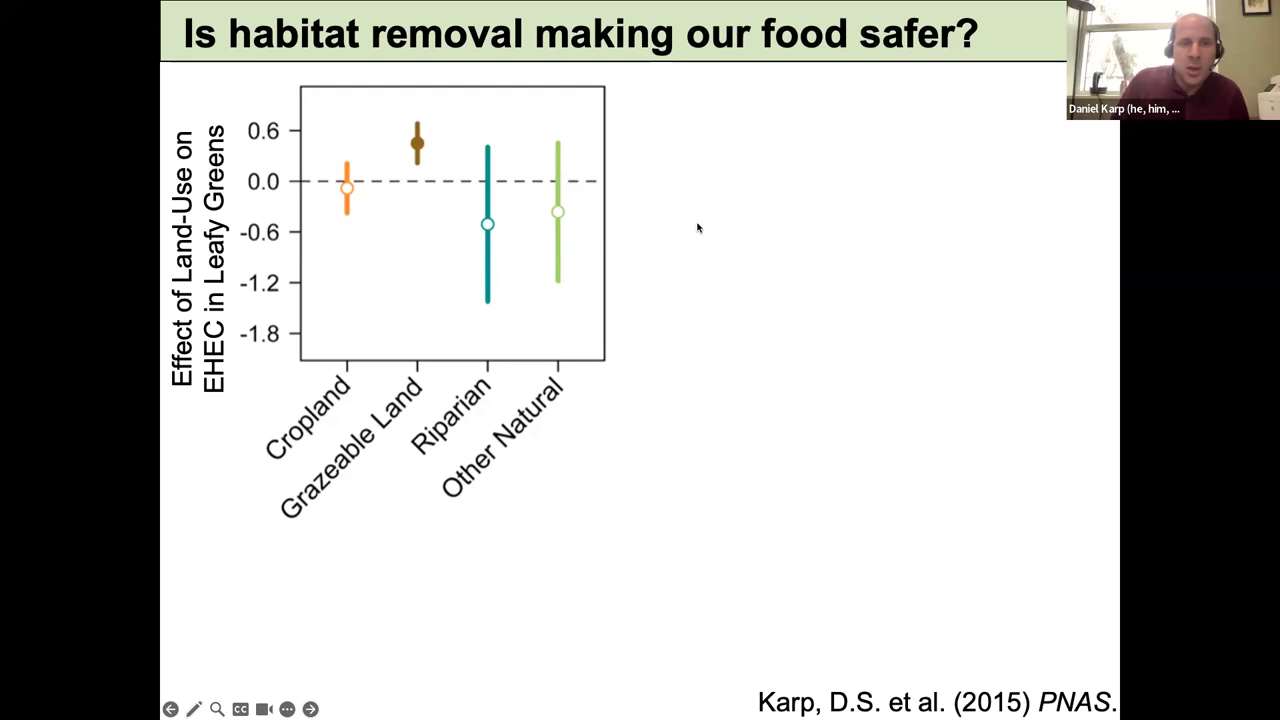 Is habitat removal making our food safer?
Daniel Karp (he, him, ...
Effect of Land-Use on
EHEC in Leafy Greens
0.6
0.0
-0.6
-1.2
-1.8
Cropland
Grazeable Land
Riparian
Other Natural
CC
Karp, D.S. et al. (2015) PNAS.